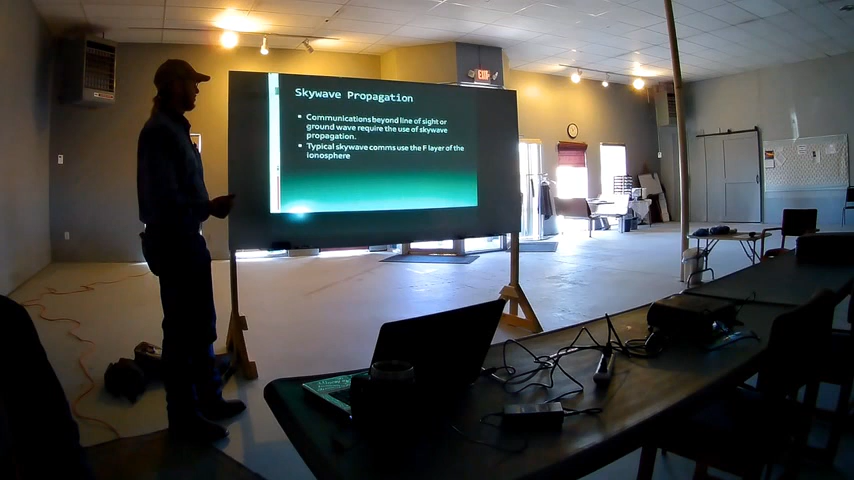 Skywave Propagation
▪ Communications beyond line of sight or
ground wave require the use of skywave
propagation.
▪ Typical skywave comms use the F layer of the
Ionosphere
EXIT